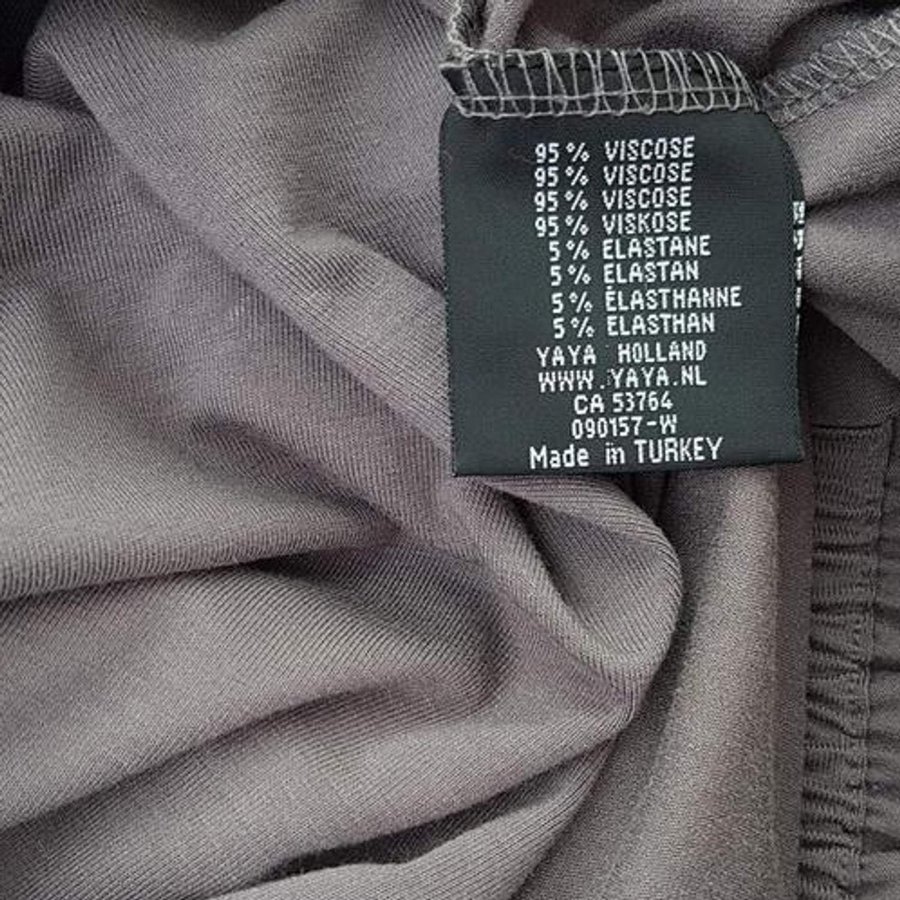 95% VISCOSE
95% VISCOSE
95% VISCOSE
95% VISKOSE
5% ELASTANE
5% ELASTAN
5% ÉLASTHANNE
5% ELASTHAN
YAYA HOLLAND
WWW.YAYA.NL
CA 53764
090157-W
Made in TURKEY